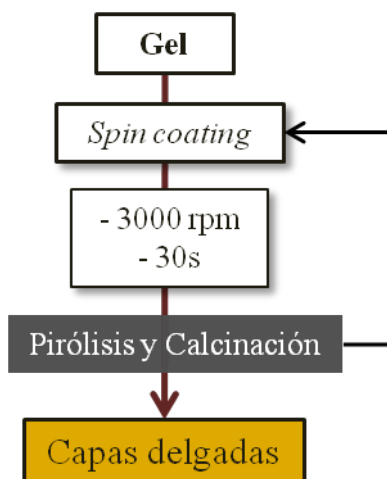 Gel
Spin coating
- 3000 rpm
- 30s
Pirólisis y Calcinación
Capas delgadas